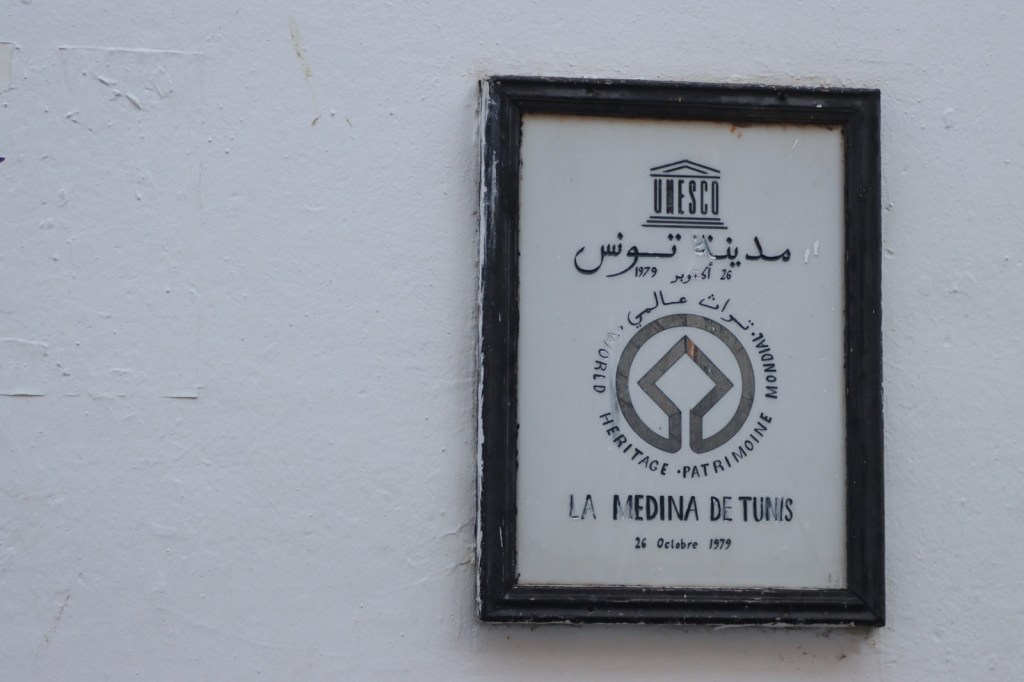 UNESCO
مدينة تونس
26 أكتوبر 1979
تراث عالمي
WORLD HERITAGE · PATRIMOINE MONDIAL ·
LA MEDINA DE TUNIS
26 Octobre 1979